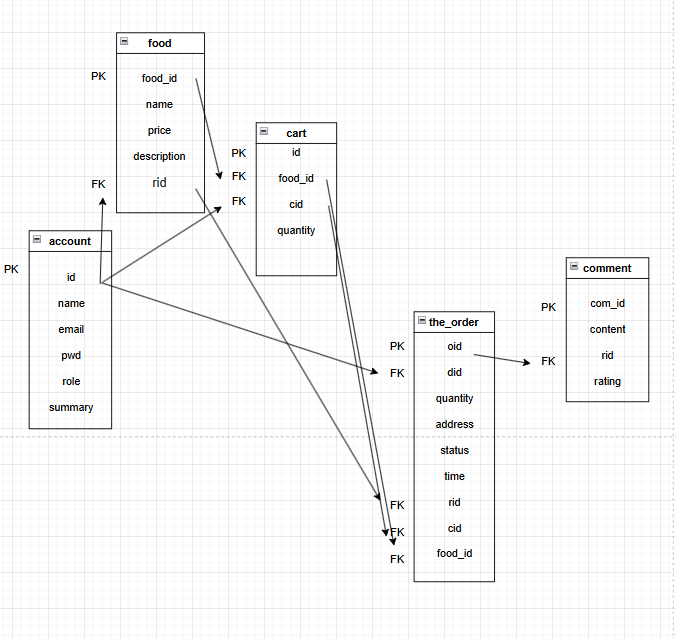 food
PK
food_id
name
price
description
FK
rid
cart
PK
id
FK
food_id
FK
cid
quantity
account
PK
id
name
email
pwd
role
summary
the_order
PK
oid
FK
did
quantity
address
status
time
FK
rid
FK
cid
FK
food_id
comment
PK
com_id
content
FK
rid
rating